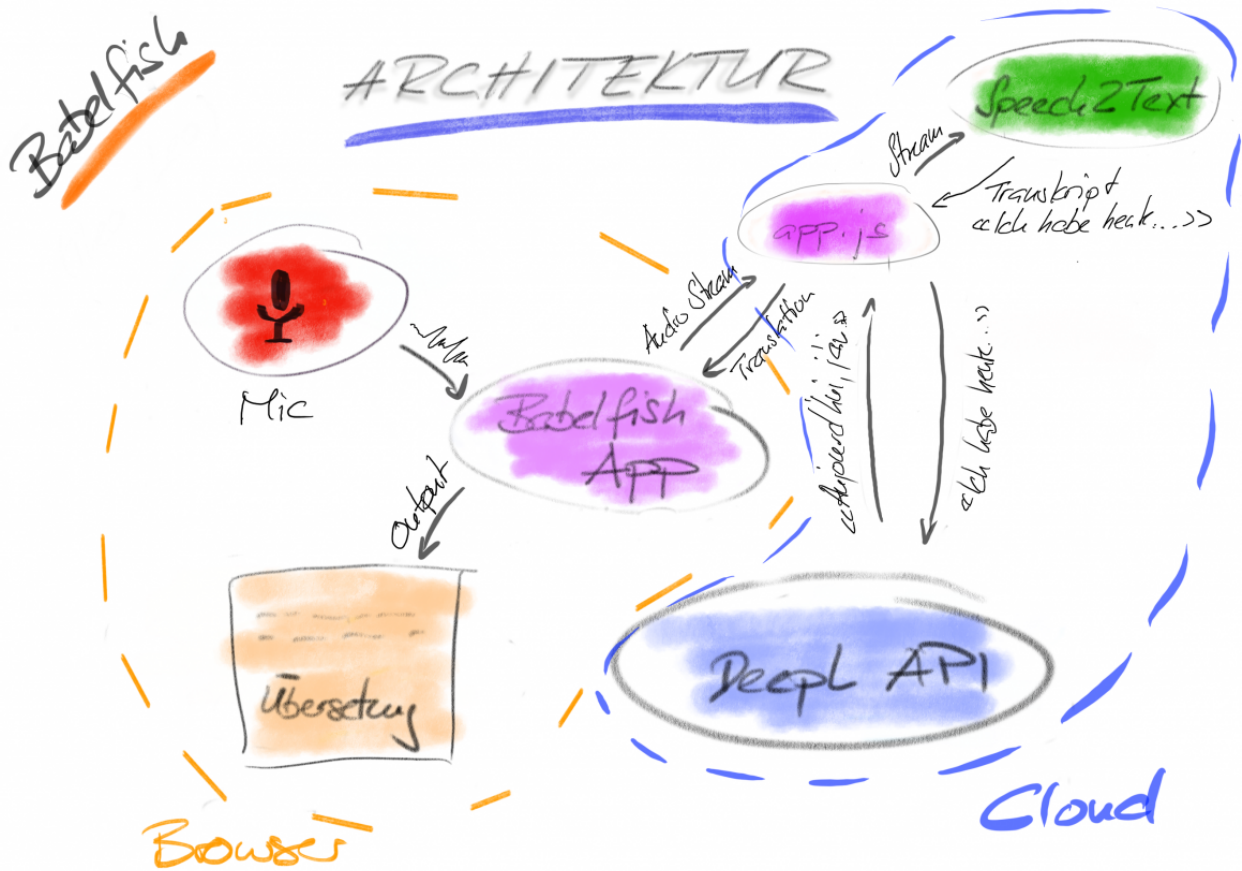 Babelfish
ARCHITEKTUR
Speech2Text
Stream
Transkript
«Ich habe heute...»
app.js
Audio Stream
Translation
Mic
Babelfish
App
Output
«Ich habe heute...»
Übersetzung
DeepL API
Cloud
Browser